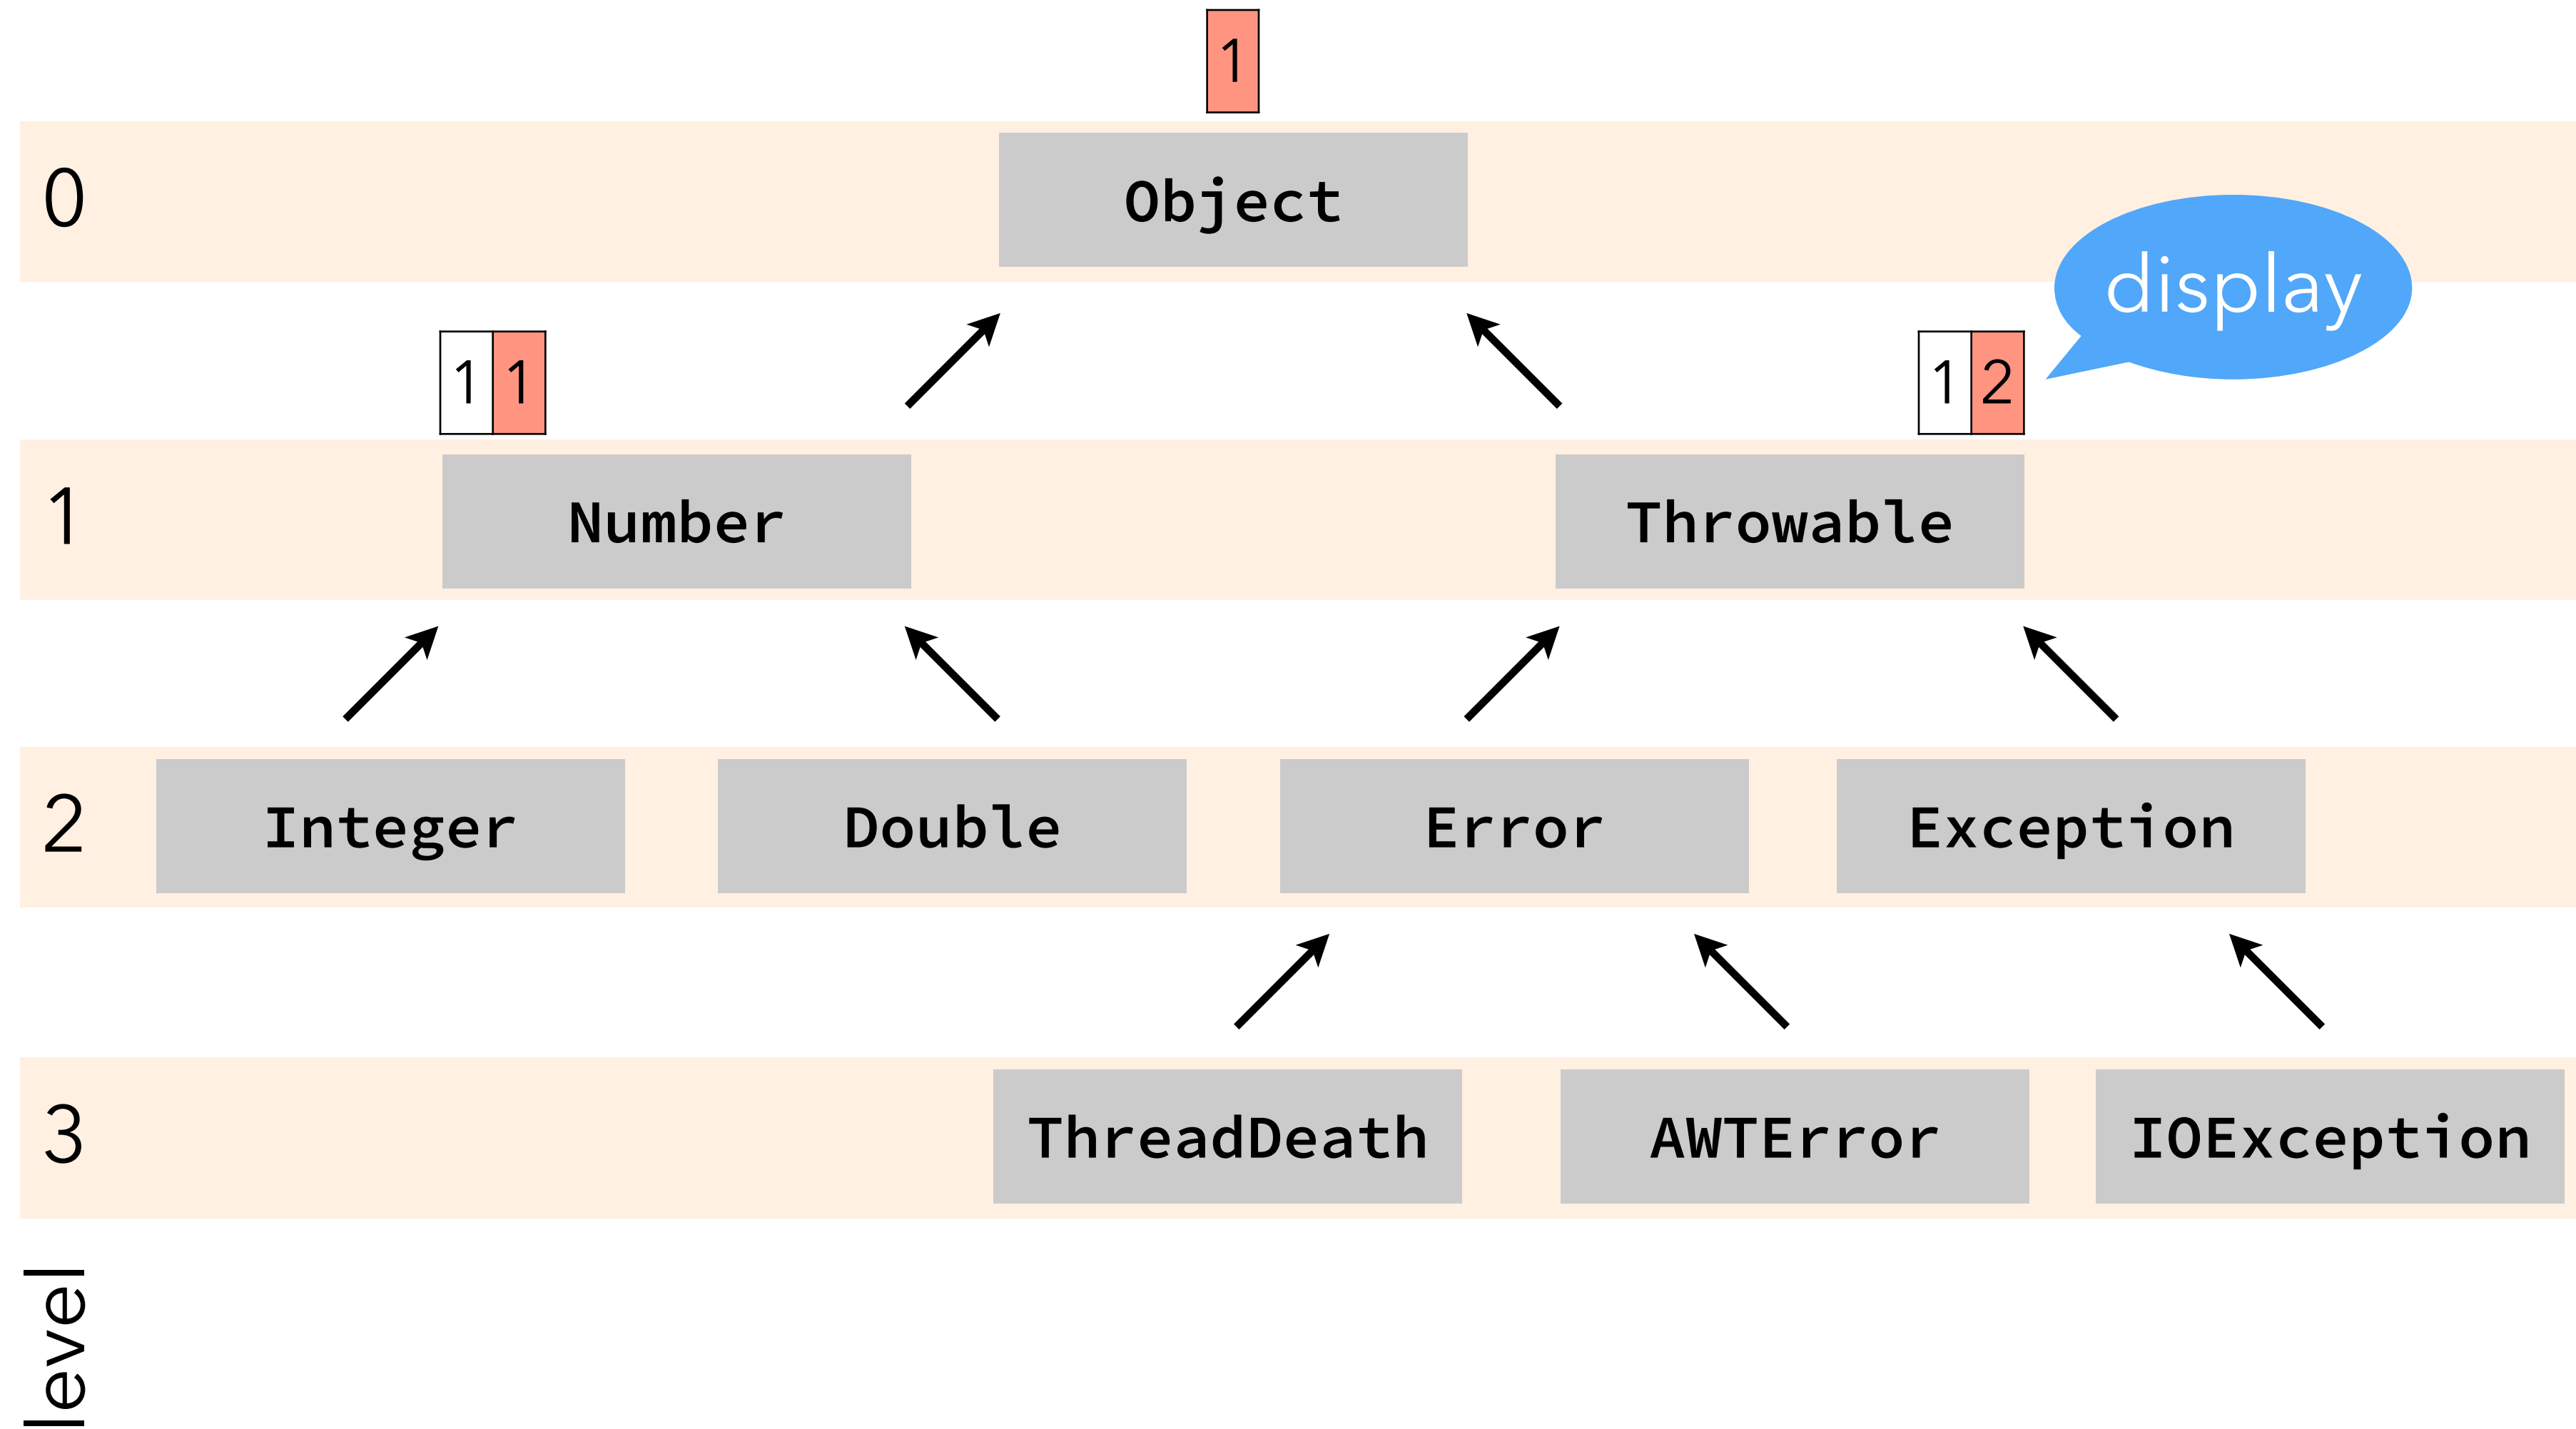 1
0
Object
display
1 1
1 2
1
Number
Throwable
2
Integer
Double
Error
Exception
3
ThreadDeath
AWTError
IOException
level